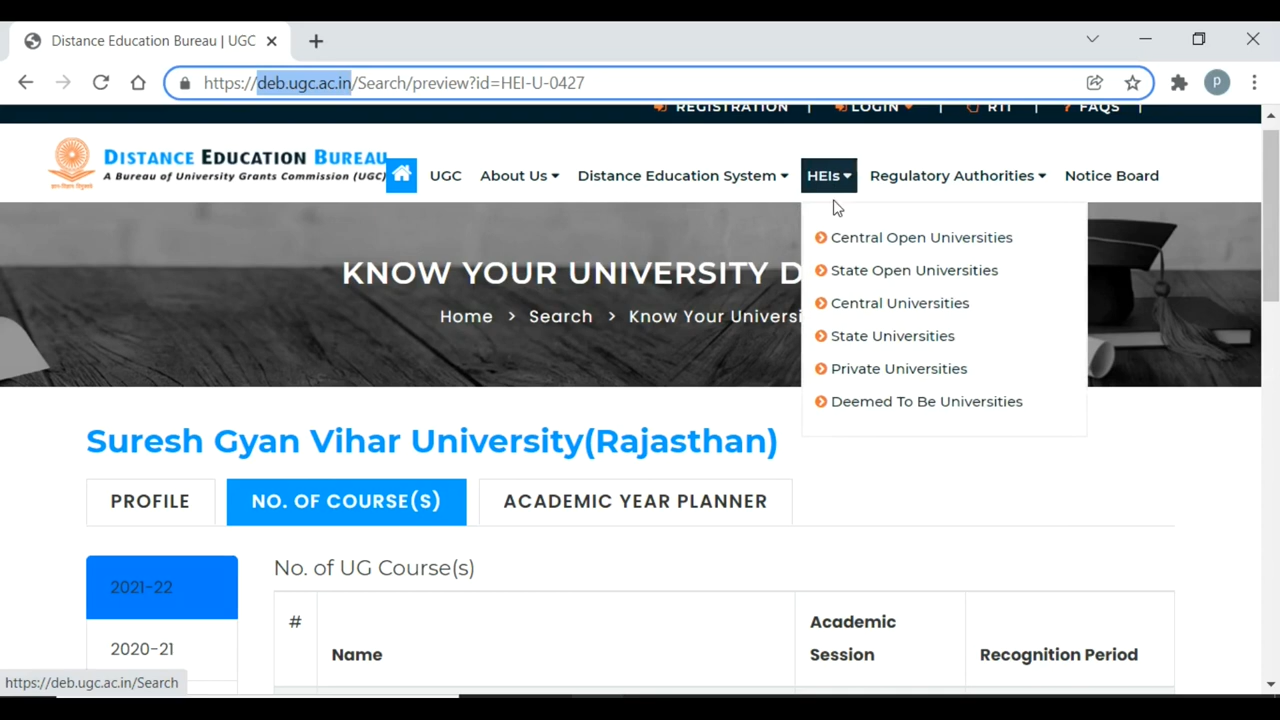 Distance Education Bureau | UGC
https://deb.ugc.ac.in/Search/preview?id=HEI-U-0427
P
REGISTRATION | LOGIN | RTI | FAQS |
DISTANCE EDUCATION BUREAU
A Bureau of University Grants Commission (UGC)
UGC About Us Distance Education System HEIs Regulatory Authorities Notice Board
Central Open Universities
State Open Universities
Central Universities
State Universities
Private Universities
Deemed To Be Universities
KNOW YOUR UNIVERSITY D
Home > Search > Know Your Universi
Suresh Gyan Vihar University(Rajasthan)
PROFILE NO. OF COURSE(S) ACADEMIC YEAR PLANNER
2021-22
2020-21
No. of UG Course(s)
# Name Academic Session Recognition Period
https://deb.ugc.ac.in/Search